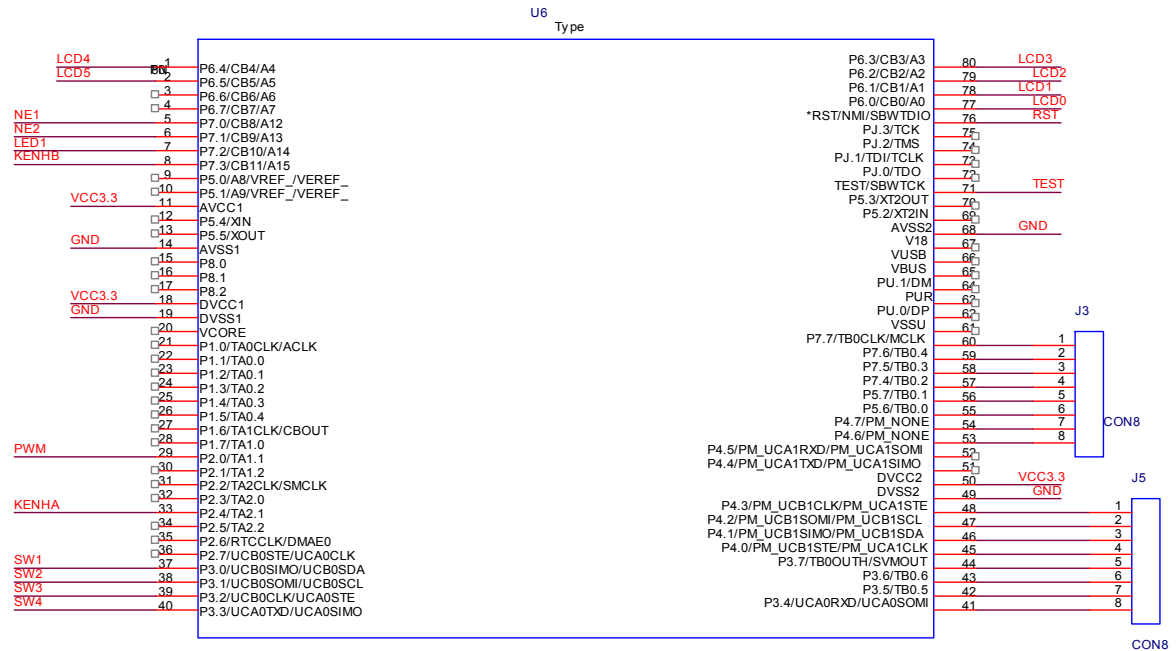 U6
Type
LCD4 1 P6.4/CB4/A4
LCD5 2 P6.5/CB5/A5
3 P6.6/CB6/A6
4 P6.7/CB7/A7
NE1 5 P7.0/CB8/A12
NE2 6 P7.1/CB9/A13
LED1 7 P7.2/CB10/A14
KENHB 8 P7.3/CB11/A15
9 P5.0/A8/VREF_/VEREF_
10 P5.1/A9/VREF_/VEREF_
VCC3.3 11 AVCC1
12 P5.4/XIN
13 P5.5/XOUT
GND 14 AVSS1
15 P8.0
16 P8.1
17 P8.2
VCC3.3 18 DVCC1
GND 19 DVSS1
20 VCORE
21 P1.0/TA0CLK/ACLK
22 P1.1/TA0.0
23 P1.2/TA0.1
24 P1.3/TA0.2
25 P1.4/TA0.3
26 P1.5/TA0.4
27 P1.6/TA1CLK/CBOUT
28 P1.7/TA1.0
PWM 29 P2.0/TA1.1
30 P2.1/TA1.2
31 P2.2/TA2CLK/SMCLK
32 P2.3/TA2.0
KENHA 33 P2.4/TA2.1
34 P2.5/TA2.2
35 P2.6/RTCCLK/DMAE0
36 P2.7/UCB0STE/UCA0CLK
SW1 37 P3.0/UCB0SIMO/UCB0SDA
SW2 38 P3.1/UCB0SOMI/UCB0SCL
SW3 39 P3.2/UCB0CLK/UCA0STE
SW4 40 P3.3/UCA0TXD/UCA0SIMO
P6.3/CB3/A3 80 LCD3
P6.2/CB2/A2 79 LCD2
P6.1/CB1/A1 78 LCD1
P6.0/CB0/A0 77 LCD0
*RST/NMI/SBWTDIO 76 RST
PJ.3/TCK 75
PJ.2/TMS 74
PJ.1/TDI/TCLK 73
PJ.0/TDO 72
TEST/SBWTCK 71 TEST
P5.3/XT2OUT 70
P5.2/XT2IN 69
AVSS2 68 GND
V18 67
VUSB 66
VBUS 65
PU.1/DM 64
PUR 63
PU.0/DP 62
VSSU 61
P7.7/TB0CLK/MCLK 60
P7.6/TB0.4 59
P7.5/TB0.3 58
P7.4/TB0.2 57
P5.7/TB0.1 56
P5.6/TB0.0 55
P4.7/PM_NONE 54
P4.6/PM_NONE 53
P4.5/PM_UCA1RXD/PM_UCA1SOMI 52
P4.4/PM_UCA1TXD/PM_UCA1SIMO 51
DVCC2 50 VCC3.3
DVSS2 49 GND
P4.3/PM_UCB1CLK/PM_UCA1STE 48
P4.2/PM_UCB1SOMI/PM_UCB1SCL 47
P4.1/PM_UCB1SIMO/PM_UCB1SDA 46
P4.0/PM_UCB1STE/PM_UCA1CLK 45
P3.7/TB0OUTH/SVMOUT 44
P3.6/TB0.6 43
P3.5/TB0.5 42
P3.4/UCA0RXD/UCA0SOMI 41
J3
1
2
3
4
5
6
7
8
CON8
J5
1
2
3
4
5
6
7
8
CON8